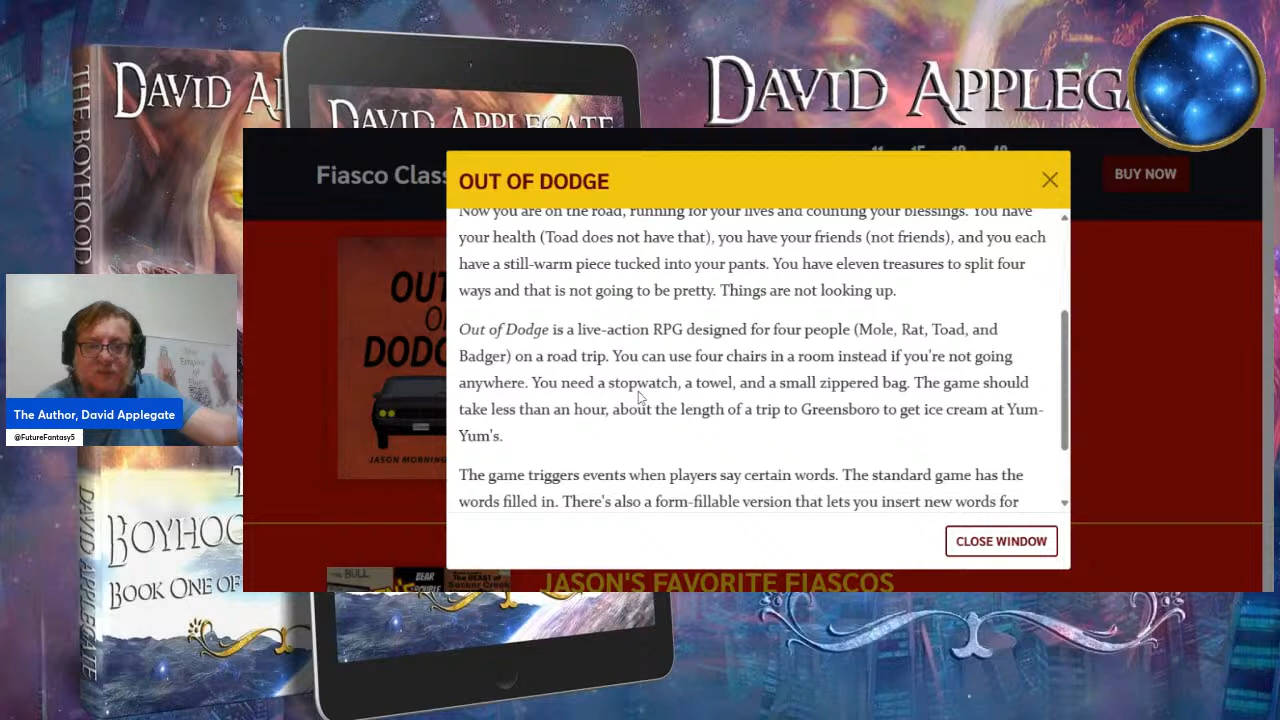 DAVID AP
DAVID APPLEGATE
DAVID APPLEGA
THE BOYHOOD
Fiasco Class
BUY NOW
OUT OF DODGE
Now you are on the road, running for your lives and counting your blessings. You have
your health (Toad does not have that), you have your friends (not friends), and you each
have a still-warm piece tucked into your pants. You have eleven treasures to split four
ways and that is not going to be pretty. Things are not looking up.
Out of Dodge is a live-action RPG designed for four people (Mole, Rat, Toad, and
Badger) on a road trip. You can use four chairs in a room instead if you're not going
anywhere. You need a stopwatch, a towel, and a small zippered bag. The game should
take less than an hour, about the length of a trip to Greensboro to get ice cream at Yum-
Yum's.
The game triggers events when players say certain words. The standard game has the
words filled in. There's also a form-fillable version that lets you insert new words for
CLOSE WINDOW
OUT
O
DODG
JASON MORNING
The Author, David Applegate
@FutureFantasy5
JASON'S FAVORITE FIASCOS
THE BULL
BEAR
The BEAST of
Sucker Creek
T
BOYHOO
BOOK ONE OF
DAVID APPLEGATE